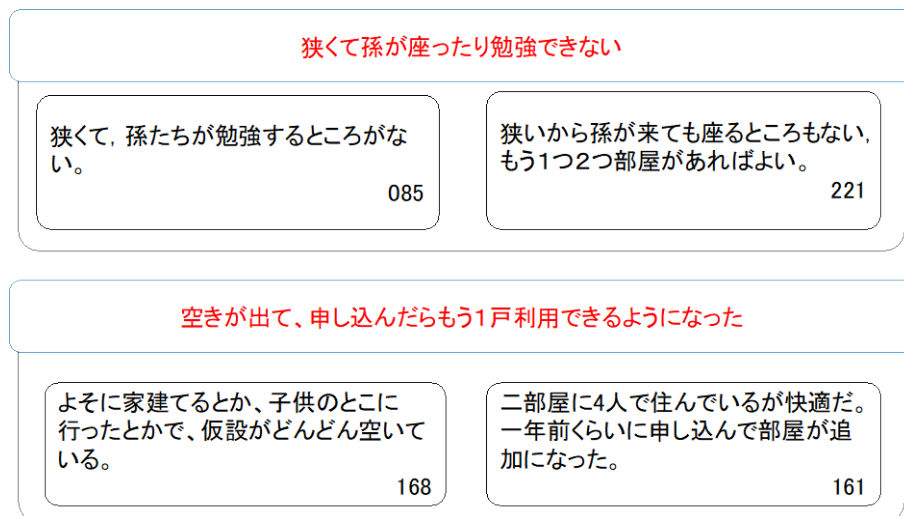 狭くて孫が座ったり勉強できない
狭くて, 孫たちが勉強するところがな
い。
085
狭いから孫が来ても座るところもない,
もう１つ２つ部屋があればよい。
221
空きが出て、申し込んだらもう１戸利用できるようになった
よそに家建てるとか、子供のとこに
行ったとかで、仮設がどんどん空いて
いる。
168
二部屋に4人で住んでいるが快適だ。
一年前くらいに申し込んで部屋が追
加になった。
161